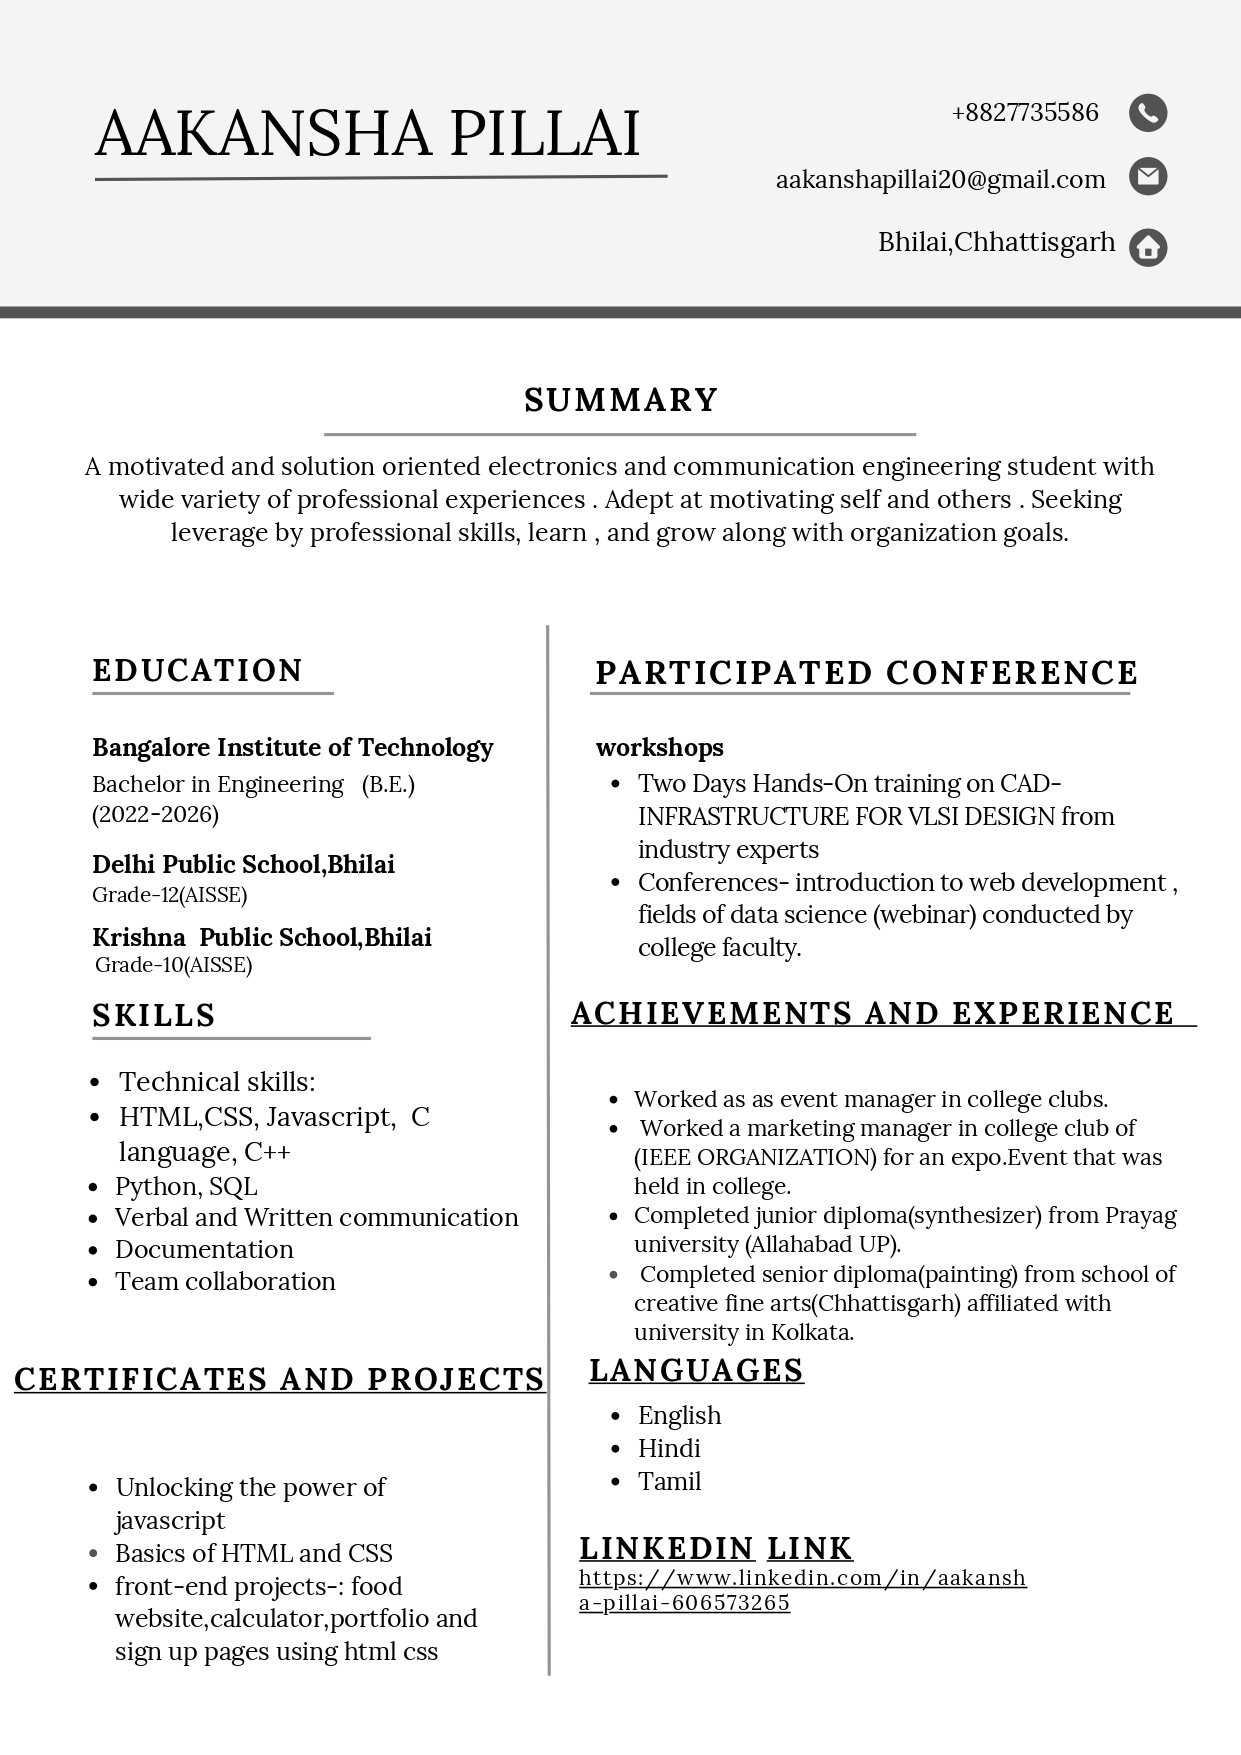 AAKANSHA PILLAI
+8827735586
aakanshapillai20@gmail.com
Bhilai,Chhattisgarh
SUMMARY
A motivated and solution oriented electronics and communication engineering student with
wide variety of professional experiences . Adept at motivating self and others . Seeking
leverage by professional skills, learn , and grow along with organization goals.
EDUCATION
Bangalore Institute of Technology
Bachelor in Engineering (B.E.)
(2022-2026)
Delhi Public School,Bhilai
Grade-12(AISSE)
Krishna Public School,Bhilai
Grade-10(AISSE)
SKILLS
• Technical skills:
• HTML,CSS, Javascript, C
language, C++
• Python, SQL
• Verbal and Written communication
• Documentation
• Team collaboration
CERTIFICATES AND PROJECTS
• Unlocking the power of
javascript
• Basics of HTML and CSS
• front-end projects-: food
website,calculator,portfolio and
sign up pages using html css
PARTICIPATED CONFERENCE
workshops
• Two Days Hands-On training on CAD-
INFRASTRUCTURE FOR VLSI DESIGN from
industry experts
• Conferences- introduction to web development ,
fields of data science (webinar) conducted by
college faculty.
ACHIEVEMENTS AND EXPERIENCE
• Worked as as event manager in college clubs.
• Worked a marketing manager in college club of
(IEEE ORGANIZATION) for an expo.Event that was
held in college.
• Completed junior diploma(synthesizer) from Prayag
university (Allahabad UP).
• Completed senior diploma(painting) from school of
creative fine arts(Chhattisgarh) affiliated with
university in Kolkata.
LANGUAGES
• English
• Hindi
• Tamil
LINKEDIN LINK
https://www.linkedin.com/in/aakansh
a-pillai-606573265